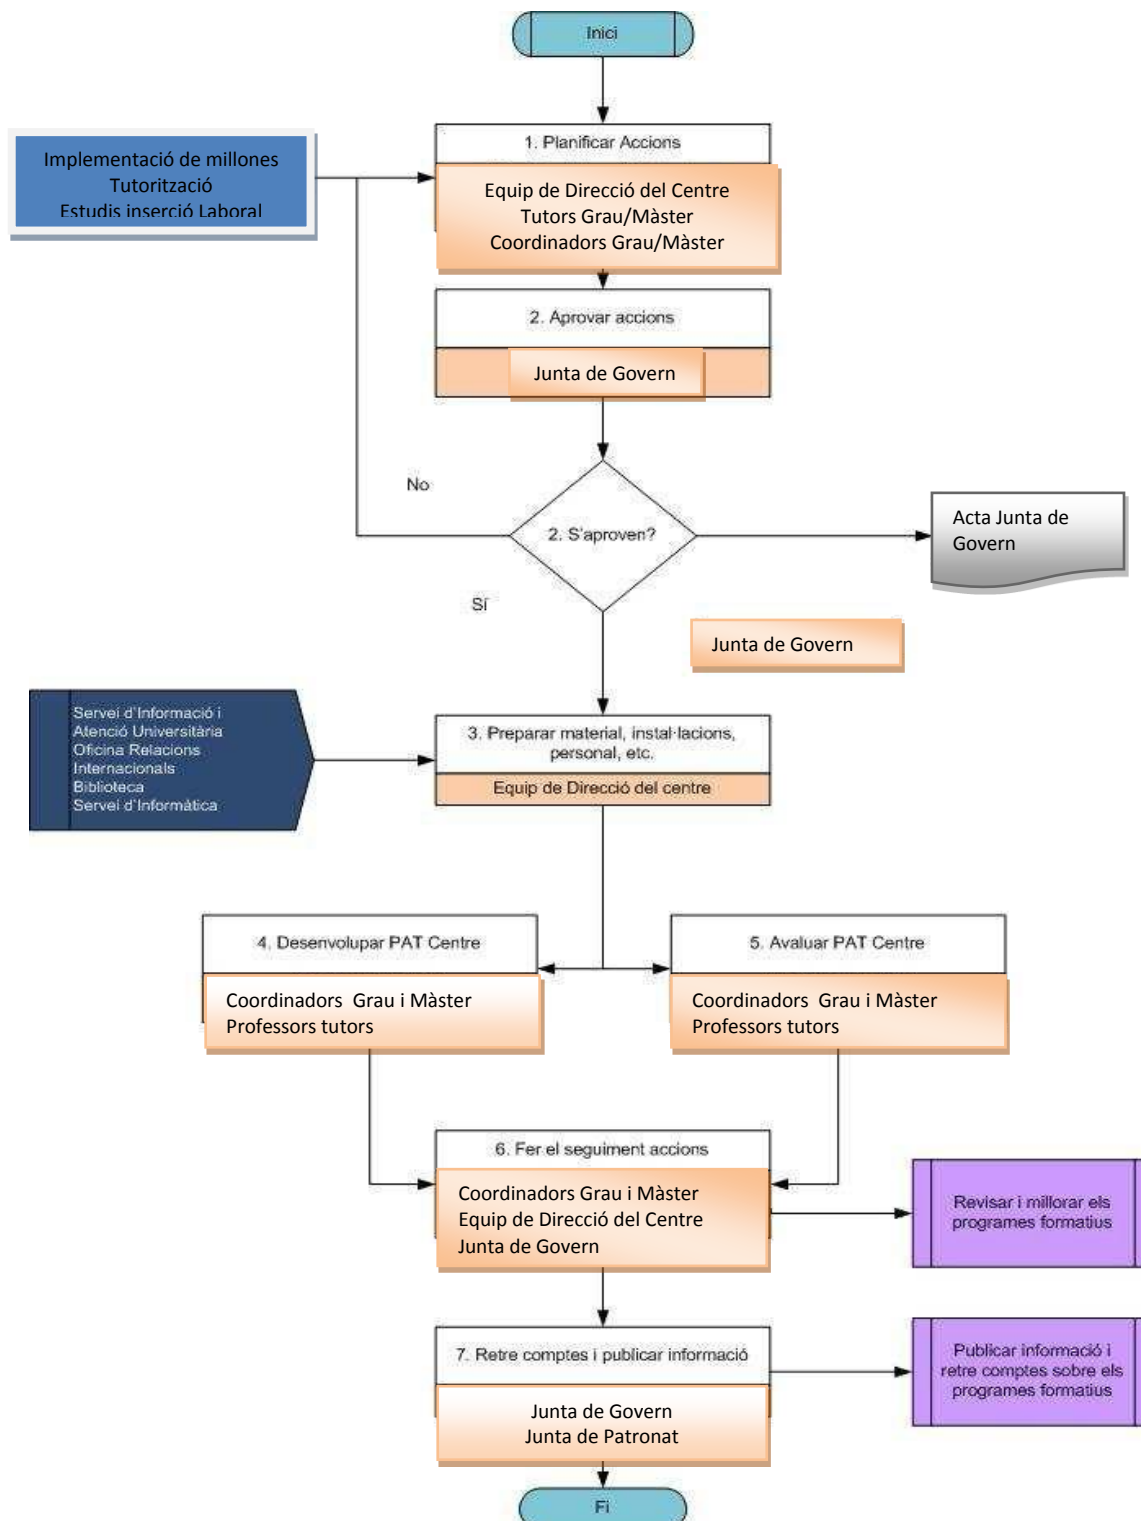 Inici
1. Planificar Accions
Implementació de millones
Tutorització
Estudis inserció Laboral
Equip de Direcció del Centre
Tutors Grau/Màster
Coordinadors Grau/Màster
2. Aprovar accions
Junta de Govern
No
2. S'aproven?
Acta Junta de
Govern
Sí
Junta de Govern
Servei d'Informació i
Atenció Universitària
Oficina Relacions
Internacionals
Biblioteca
Servei d'Informàtica
3. Preparar material, instal·lacions,
personal, etc.
Equip de Direcció del centre
4. Desenvolupar PAT Centre
Coordinadors Grau i Màster
Professors tutors
5. Avaluar PAT Centre
Coordinadors Grau i Màster
Professors tutors
6. Fer el seguiment accions
Coordinadors Grau i Màster
Equip de Direcció del Centre
Junta de Govern
Revisar i millorar els
programes formatius
7. Retre comptes i publicar informació
Junta de Govern
Junta de Patronat
Publicar informació i
retre comptes sobre els
programes formatius
Fi